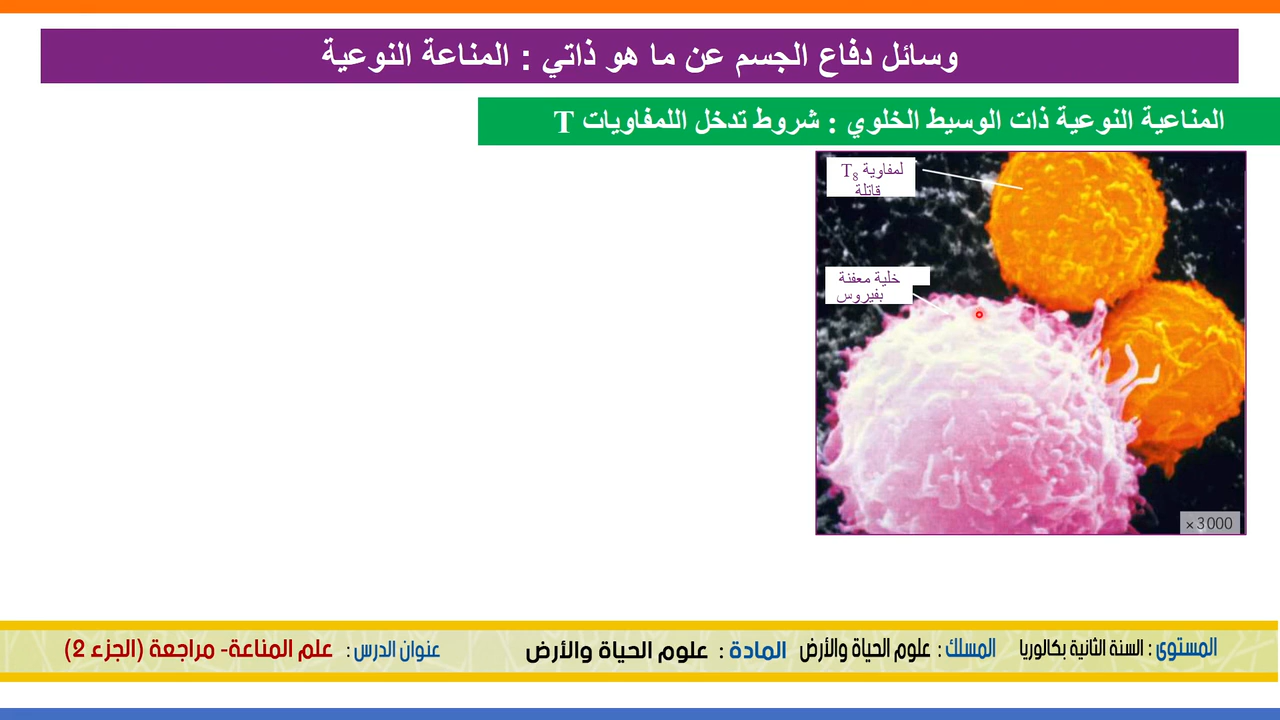 وسائل دفاع الجسم عن ما هو ذاتي : المناعة النوعية
المناعية النوعية ذات الوسيط الخلوي : شروط تدخل اللمفاويات T
لمفاوية T8
قاتلة
خلية معفنة
بفيروس
×3000
المستوى : السنة الثانية بكالوريا المسلك : علوم الحياة والأرض المادة : علوم الحياة والأرض عنوان الدرس : علم المناعة- مراجعة (الجزء 2)